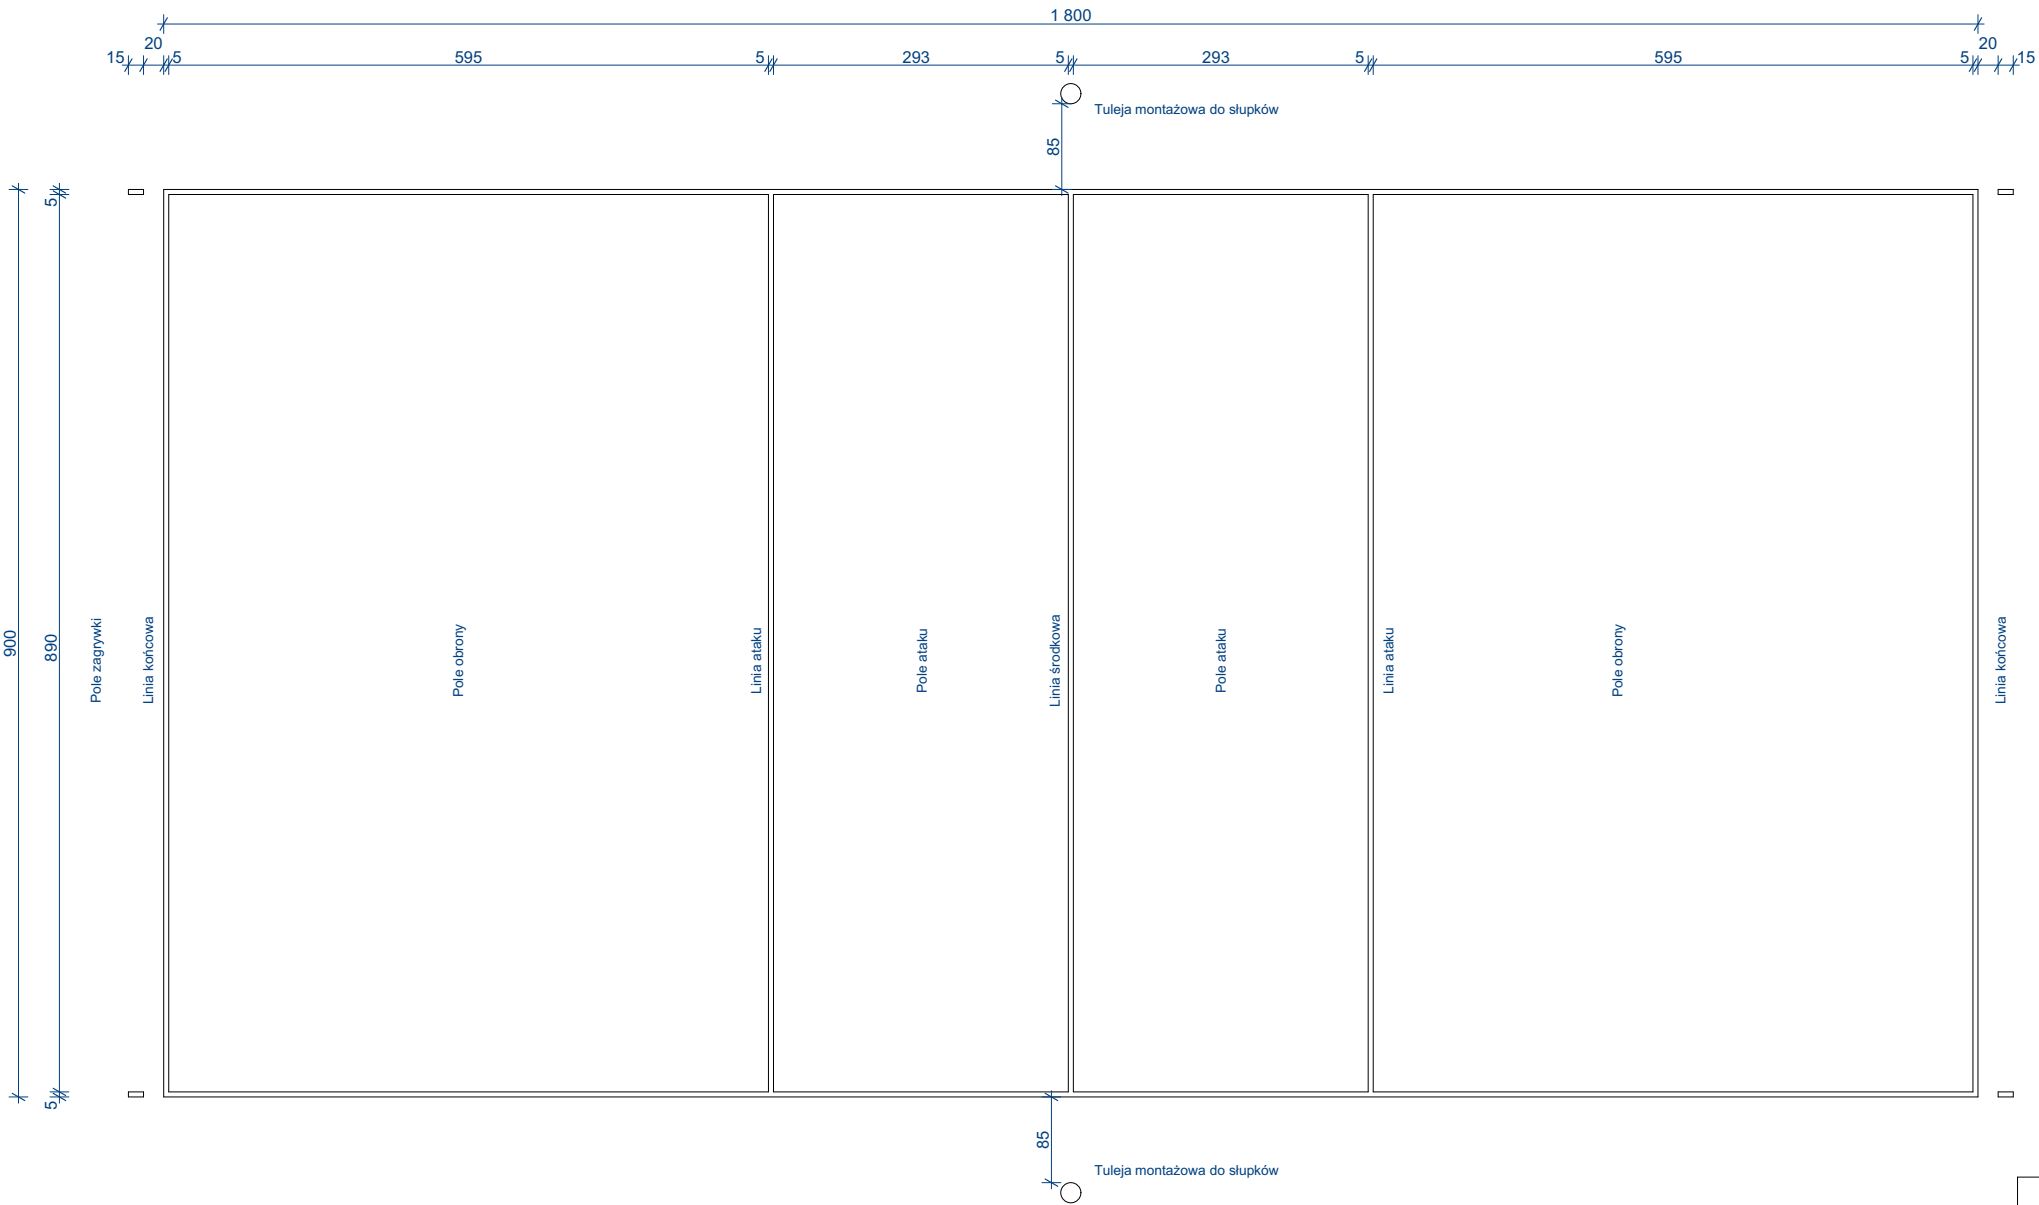 1 800
15
20
5
595
5
293
5
293
5
595
5
20
15
Tuleja montażowa do słupków
85
5
900
890
5
Pole zagrywki
Linia końcowa
Pole obrony
Linia ataku
Pole ataku
Linia środkowa
Pole ataku
Linia ataku
Pole obrony
Linia końcowa
85
Tuleja montażowa do słupków